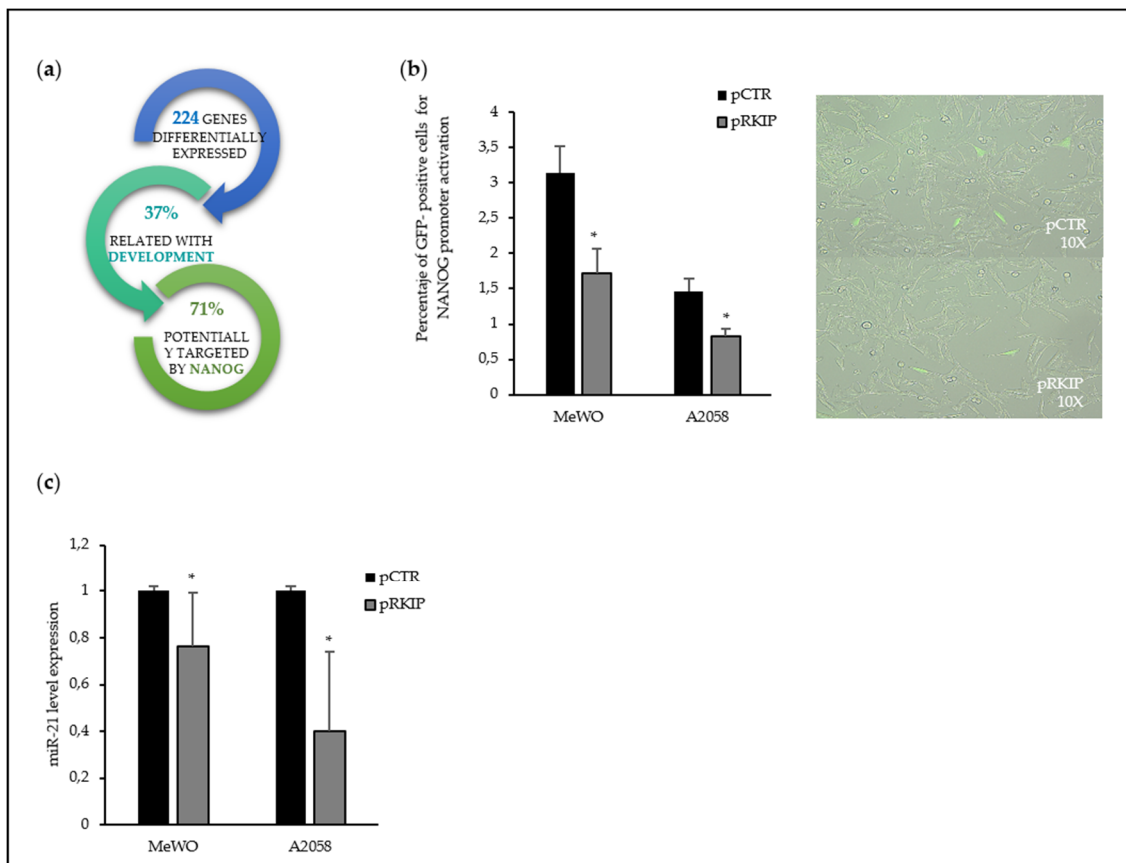 (a)
224 GENES
DIFFERENTIALLY
EXPRESSED
37%
RELATED WITH
DEVELOPMENT
71%
POTENTIALL
Y TARGETED
BY NANOG
(b)
Percentaje of GFP- positive cells for
NANOG promoter activation
4
3,5
3
2,5
2
1,5
1
0,5
0
*
*
MeWO
A2058
pCTR
pRKIP
pCTR
10X
pRKIP
10X
(c)
miR-21 level expression
1,2
1
0,8
0,6
0,4
0,2
0
*
*
MeWO
A2058
pCTR
pRKIP